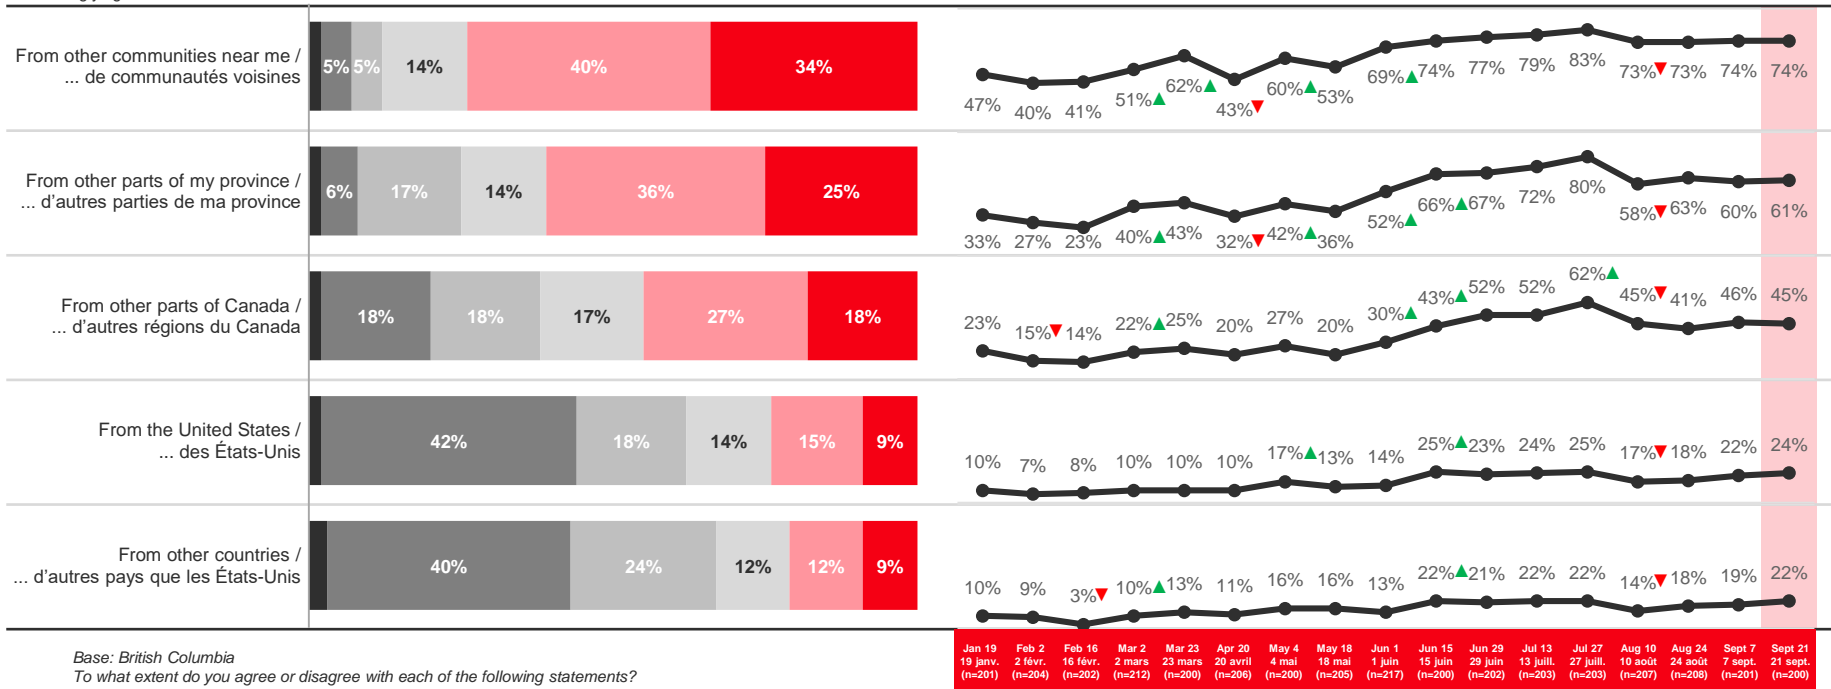 From other communities near me /
... de communautés voisines
5% 5% 14% 40% 34%
47% 40% 41% 51% 62% 43% 60% 53% 69% 74% 77% 79% 83% 73% 73% 74% 74%
From other parts of my province /
... d'autres parties de ma province
6% 17% 14% 36% 25%
33% 27% 23% 40% 43% 32% 42% 36% 52% 66% 67% 72% 80% 58% 63% 60% 61%
From other parts of Canada /
... d'autres régions du Canada
18% 18% 17% 27% 18%
23% 15% 14% 22% 25% 20% 27% 20% 30% 43% 52% 52% 62% 45% 41% 46% 45%
From the United States /
... des États-Unis
42% 18% 14% 15% 9%
10% 7% 8% 10% 10% 10% 17% 13% 14% 25% 23% 24% 25% 17% 18% 22% 24%
From other countries /
... d'autres pays que les États-Unis
40% 24% 12% 12% 9%
10% 9% 3% 10% 13% 11% 16% 16% 13% 22% 21% 22% 22% 14% 18% 19% 22%
Jan 19 Feb 2 Feb 16 Mar 2 Mar 23 Apr 20 May 4 May 18 Jun 1 Jun 15 Jun 29 Jul 13 Jul 27 Aug 10 Aug 24 Sept 7 Sept 21
19 janv. 2 févr. 16 févr. 2 mars 23 mars 20 avril 4 mai 18 mai 1 juin 15 juin 29 juin 13 juill. 27 juill. 10 août 24 août 7 sept. 21 sept.
(n=201) (n=204) (n=202) (n=212) (n=200) (n=206) (n=200) (n=205) (n=217) (n=200) (n=202) (n=203) (n=203) (n=207) (n=208) (n=201) (n=200)
Base: British Columbia
To what extent do you agree or disagree with each of the following statements?